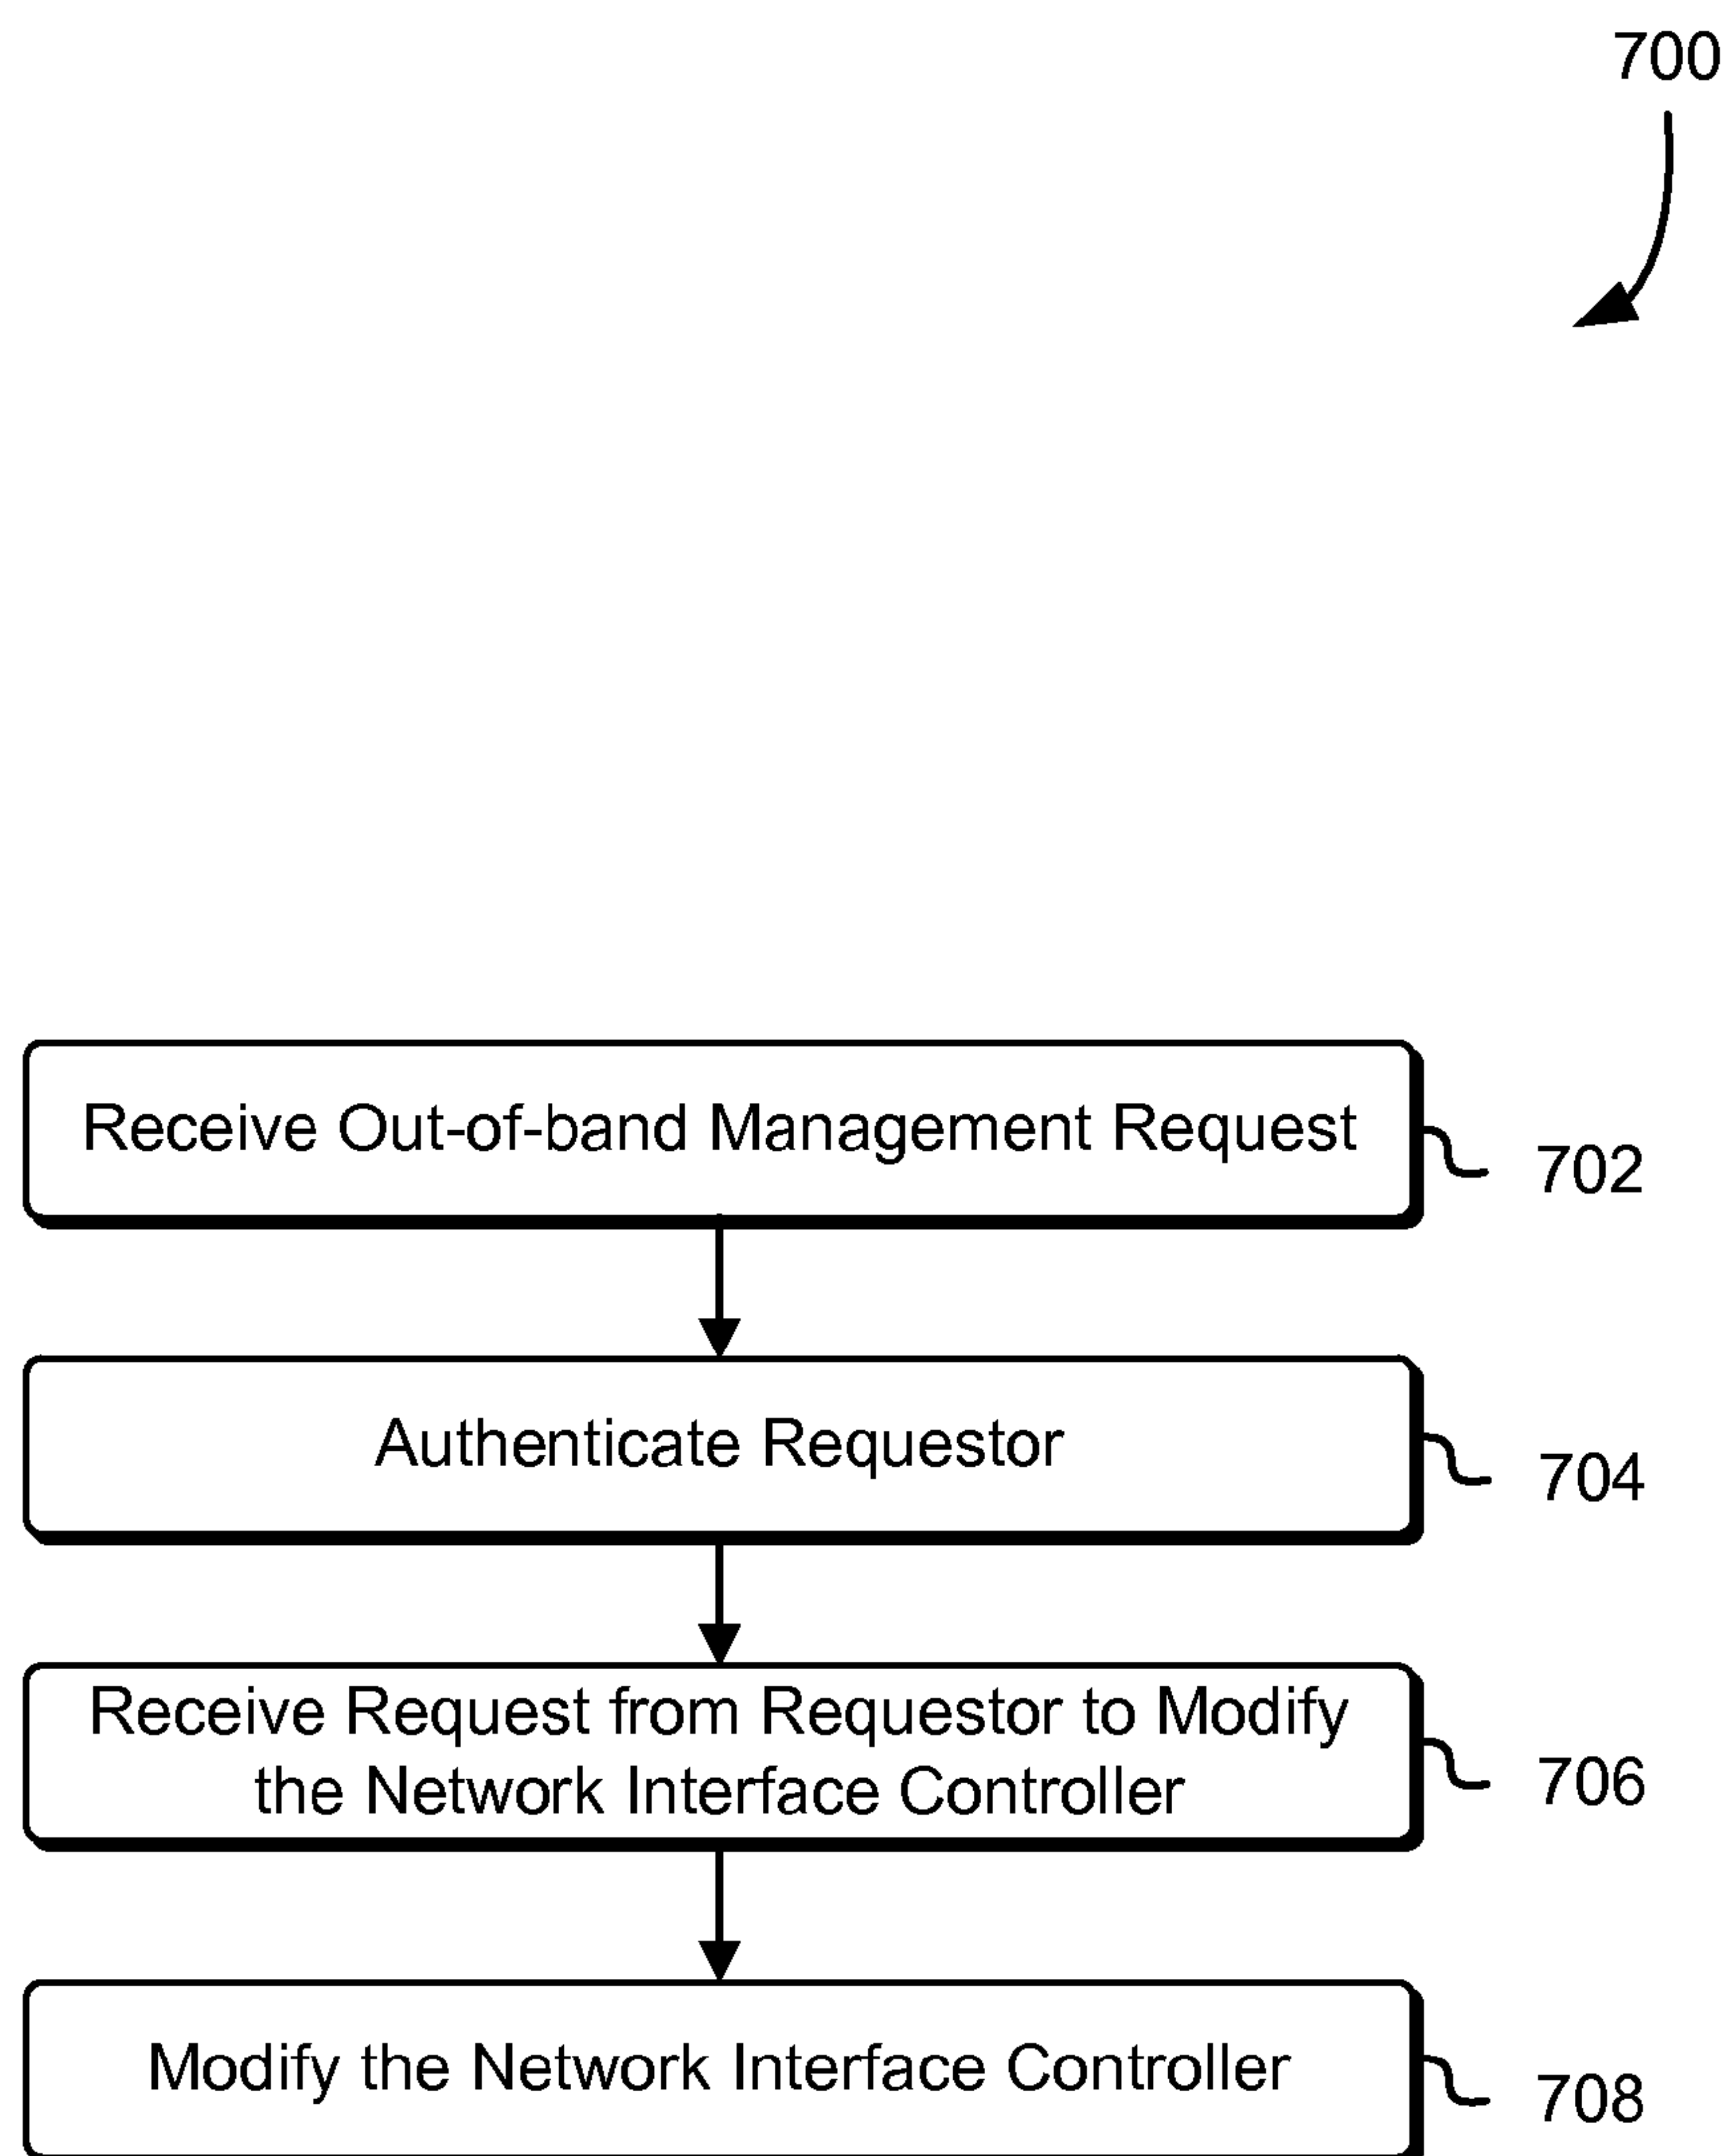 700
Receive Out-of-band Management Request
702
Authenticate Requestor
704
Receive Request from Requestor to Modify
the Network Interface Controller
706
Modify the Network Interface Controller
708